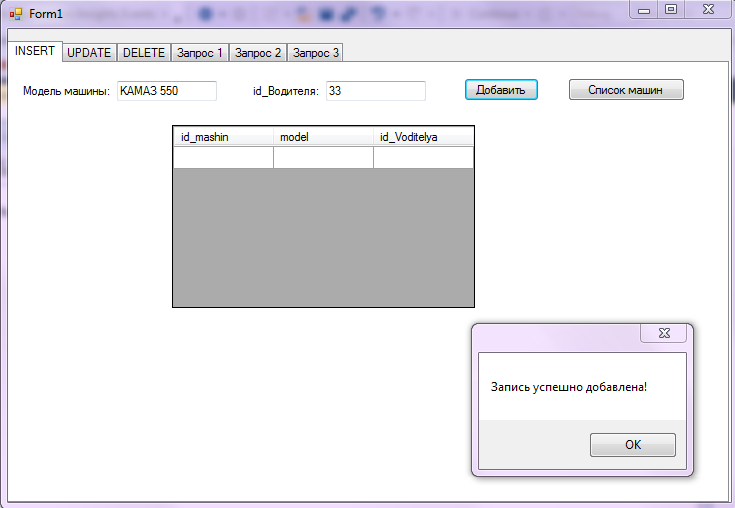 Form1
INSERT UPDATE DELETE Запрос 1 Запрос 2 Запрос 3
Модель машины: КАМАЗ 550 id_Водителя: 33 Добавить Список машин
id_mashin model id_Voditelya
Запись успешно добавлена!
OK